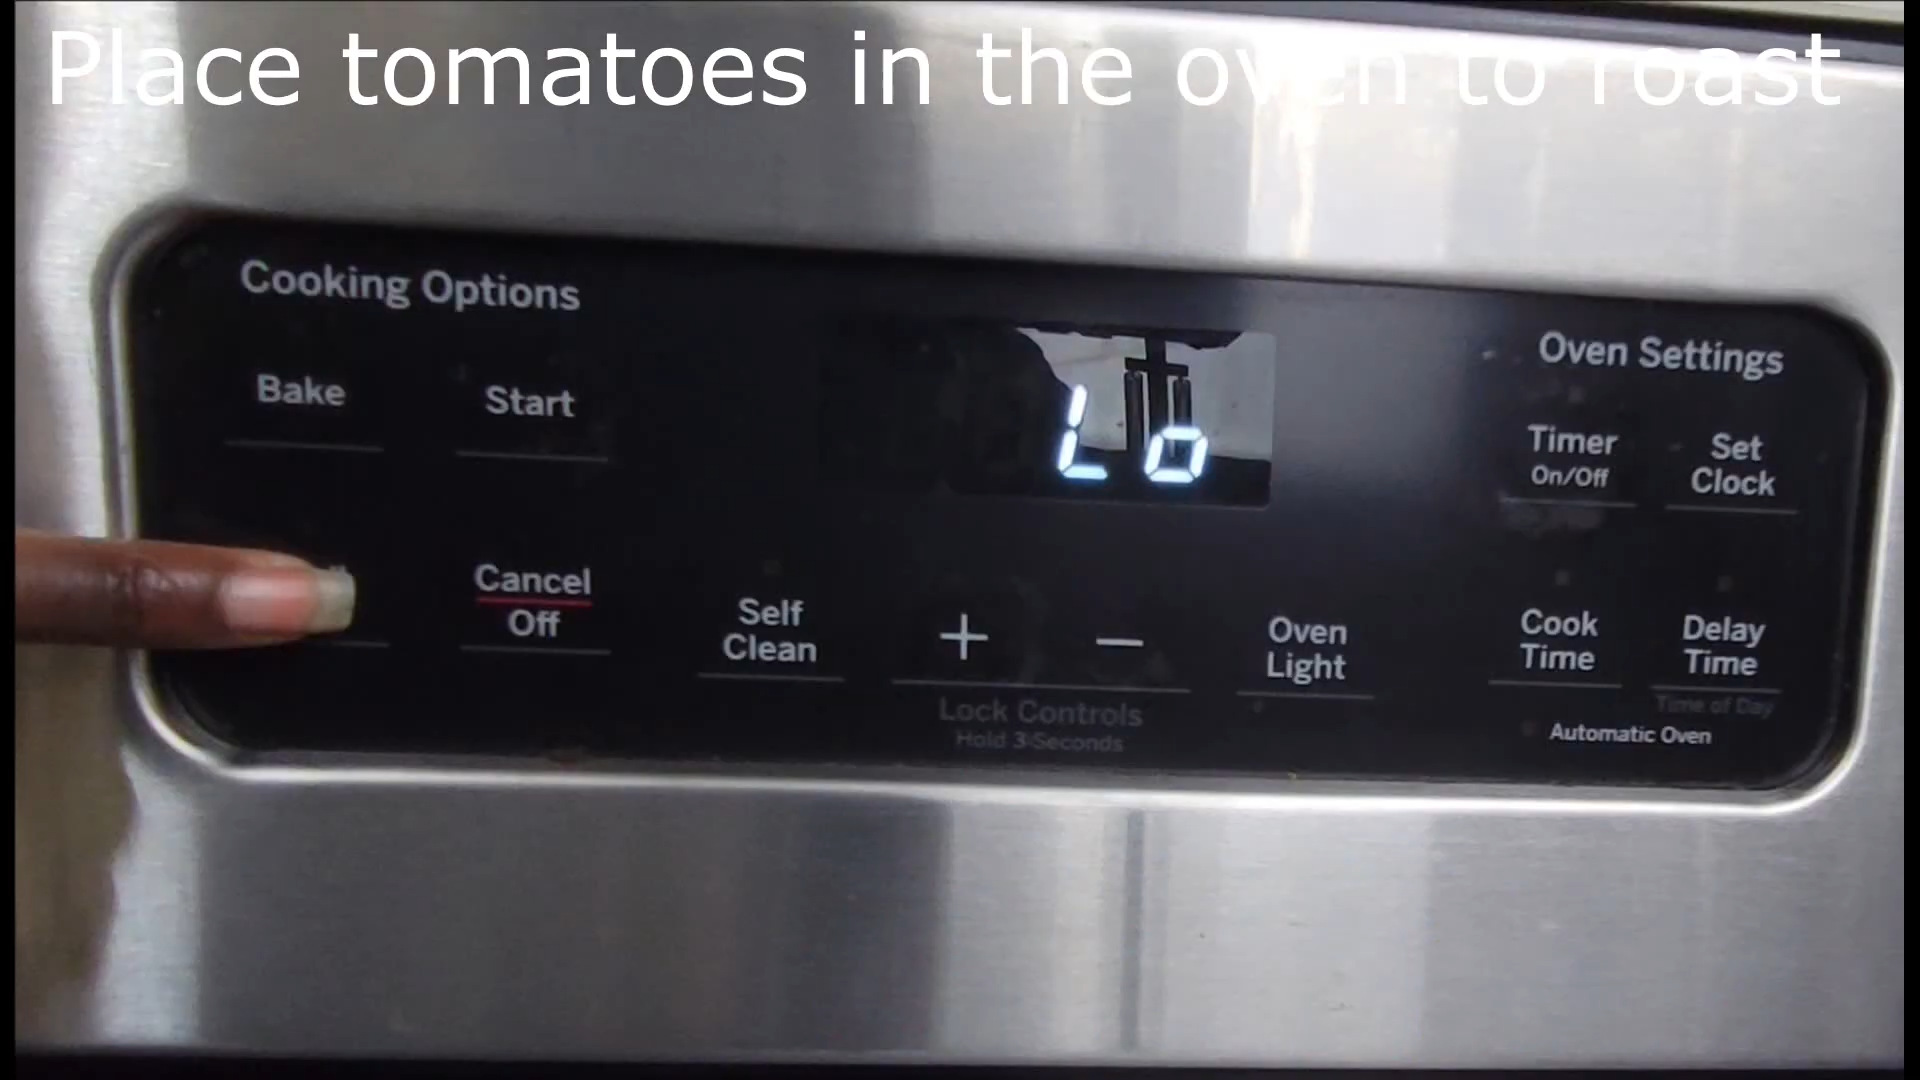 Place tomatoes in the oven to roast
Cooking Options
Bake
Start
Lo
Oven Settings
Timer
On/Off
Set
Clock
Cancel
Off
Self
Clean
+
−
Oven
Light
Cook
Time
Delay
Time
Lock Controls
Hold 3 Seconds
Time of Day
Automatic Oven